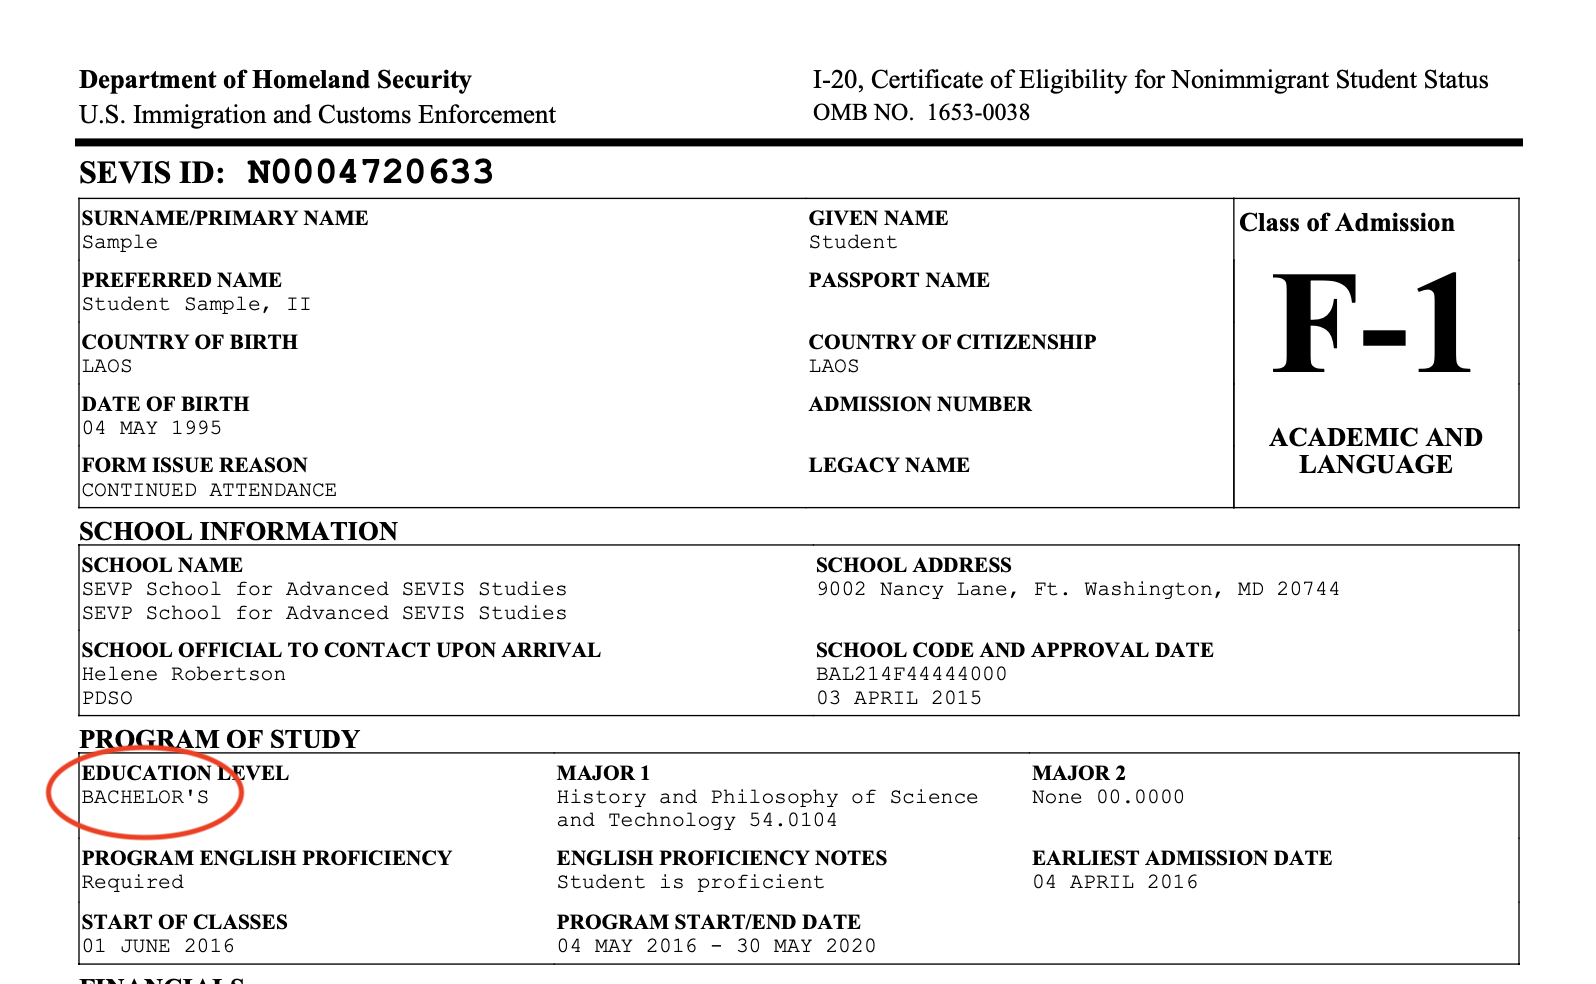 Department of Homeland Security
U.S. Immigration and Customs Enforcement
I-20, Certificate of Eligibility for Nonimmigrant Student Status
OMB NO. 1653-0038
SEVIS ID: N0004720633
SURNAME/PRIMARY NAME
Sample
GIVEN NAME
Student
PREFERRED NAME
Student Sample, II
PASSPORT NAME
COUNTRY OF BIRTH
LAOS
COUNTRY OF CITIZENSHIP
LAOS
DATE OF BIRTH
04 MAY 1995
ADMISSION NUMBER
FORM ISSUE REASON
CONTINUED ATTENDANCE
LEGACY NAME
Class of Admission
F-1
ACADEMIC AND
LANGUAGE
SCHOOL INFORMATION
SCHOOL NAME
SEVP School for Advanced SEVIS Studies
SEVP School for Advanced SEVIS Studies
SCHOOL ADDRESS
9002 Nancy Lane, Ft. Washington, MD 20744
SCHOOL OFFICIAL TO CONTACT UPON ARRIVAL
Helene Robertson
PDSO
SCHOOL CODE AND APPROVAL DATE
BAL214F44444000
03 APRIL 2015
PROGRAM OF STUDY
EDUCATION LEVEL
BACHELOR'S
MAJOR 1
History and Philosophy of Science
and Technology 54.0104
MAJOR 2
None 00.0000
PROGRAM ENGLISH PROFICIENCY
Required
ENGLISH PROFICIENCY NOTES
Student is proficient
EARLIEST ADMISSION DATE
04 APRIL 2016
START OF CLASSES
01 JUNE 2016
PROGRAM START/END DATE
04 MAY 2016 - 30 MAY 2020
FINANCIALS